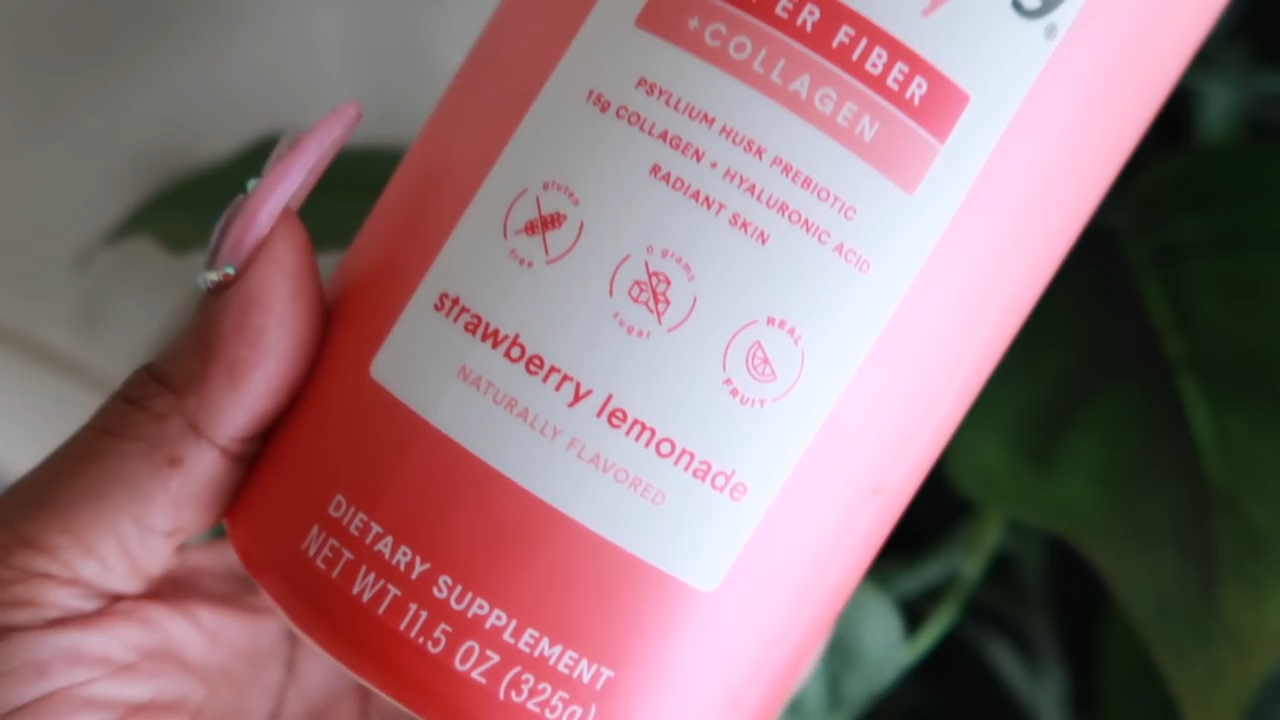 FIBER
+COLLAGEN
PSYLLIUM HUSK PREBIOTIC
15g COLLAGEN + HYALURONIC ACID
RADIANT SKIN
gluten
free
0 grams
sugar
REAL
FRUIT
strawberry lemonade
NATURALLY FLAVORED
DIETARY SUPPLEMENT
NET WT 11.5 OZ (325g)